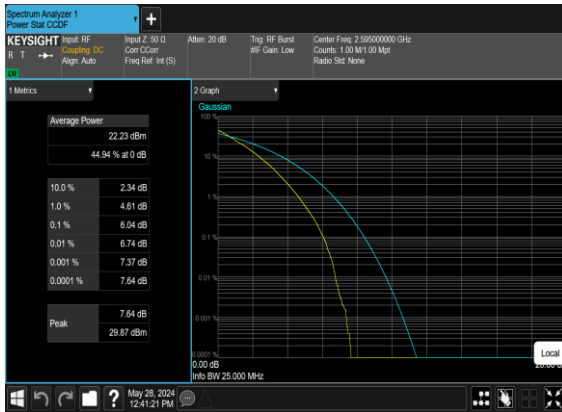 Spectrum Analyzer 1
Power Stat CCDF
KEYSIGHT
R T
LXI
Input: RF
Coupling: DC
Align: Auto
Input Z: 50 Ω
Corr CCorr
Freq Ref: Int (S)
Atten: 20 dB
Trig: RF Burst
#IF Gain: Low
Center Freq: 2.595000000 GHz
Counts: 1.00 M/1.00 Mpt
Radio Std: None
1 Metrics
Average Power
22.23 dBm
44.94 % at 0 dB
10.0 % 2.34 dB
1.0 % 4.61 dB
0.1 % 6.04 dB
0.01 % 6.74 dB
0.001 % 7.37 dB
0.0001 % 7.64 dB
Peak
7.64 dB
29.87 dBm
2 Graph
Gaussian
100 %
10 %
1 %
0.1 %
0.01 %
0.001 %
0.0001 %
0.00 dB
Info BW 25.000 MHz
Local
May 28, 2024
12:41:21 PM